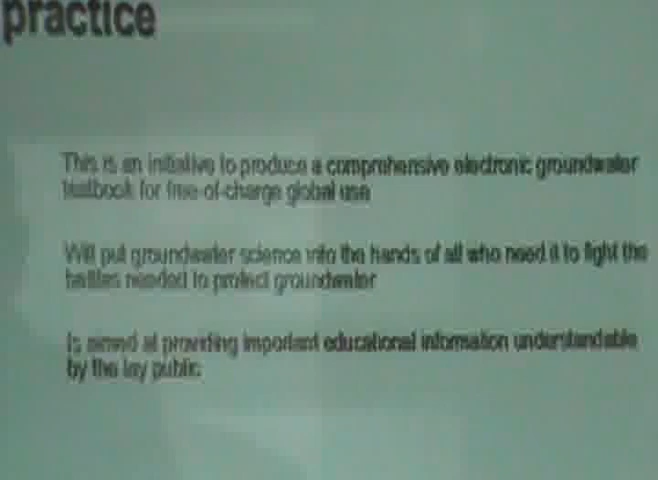 practice
This is an initiative to produce a comprehensive electronic groundwater
textbook for free-of-charge global use
Will put groundwater science into the hands of all who need it to fight the
battles needed to protect groundwater
Is aimed at providing important educational information understandable
by the lay public